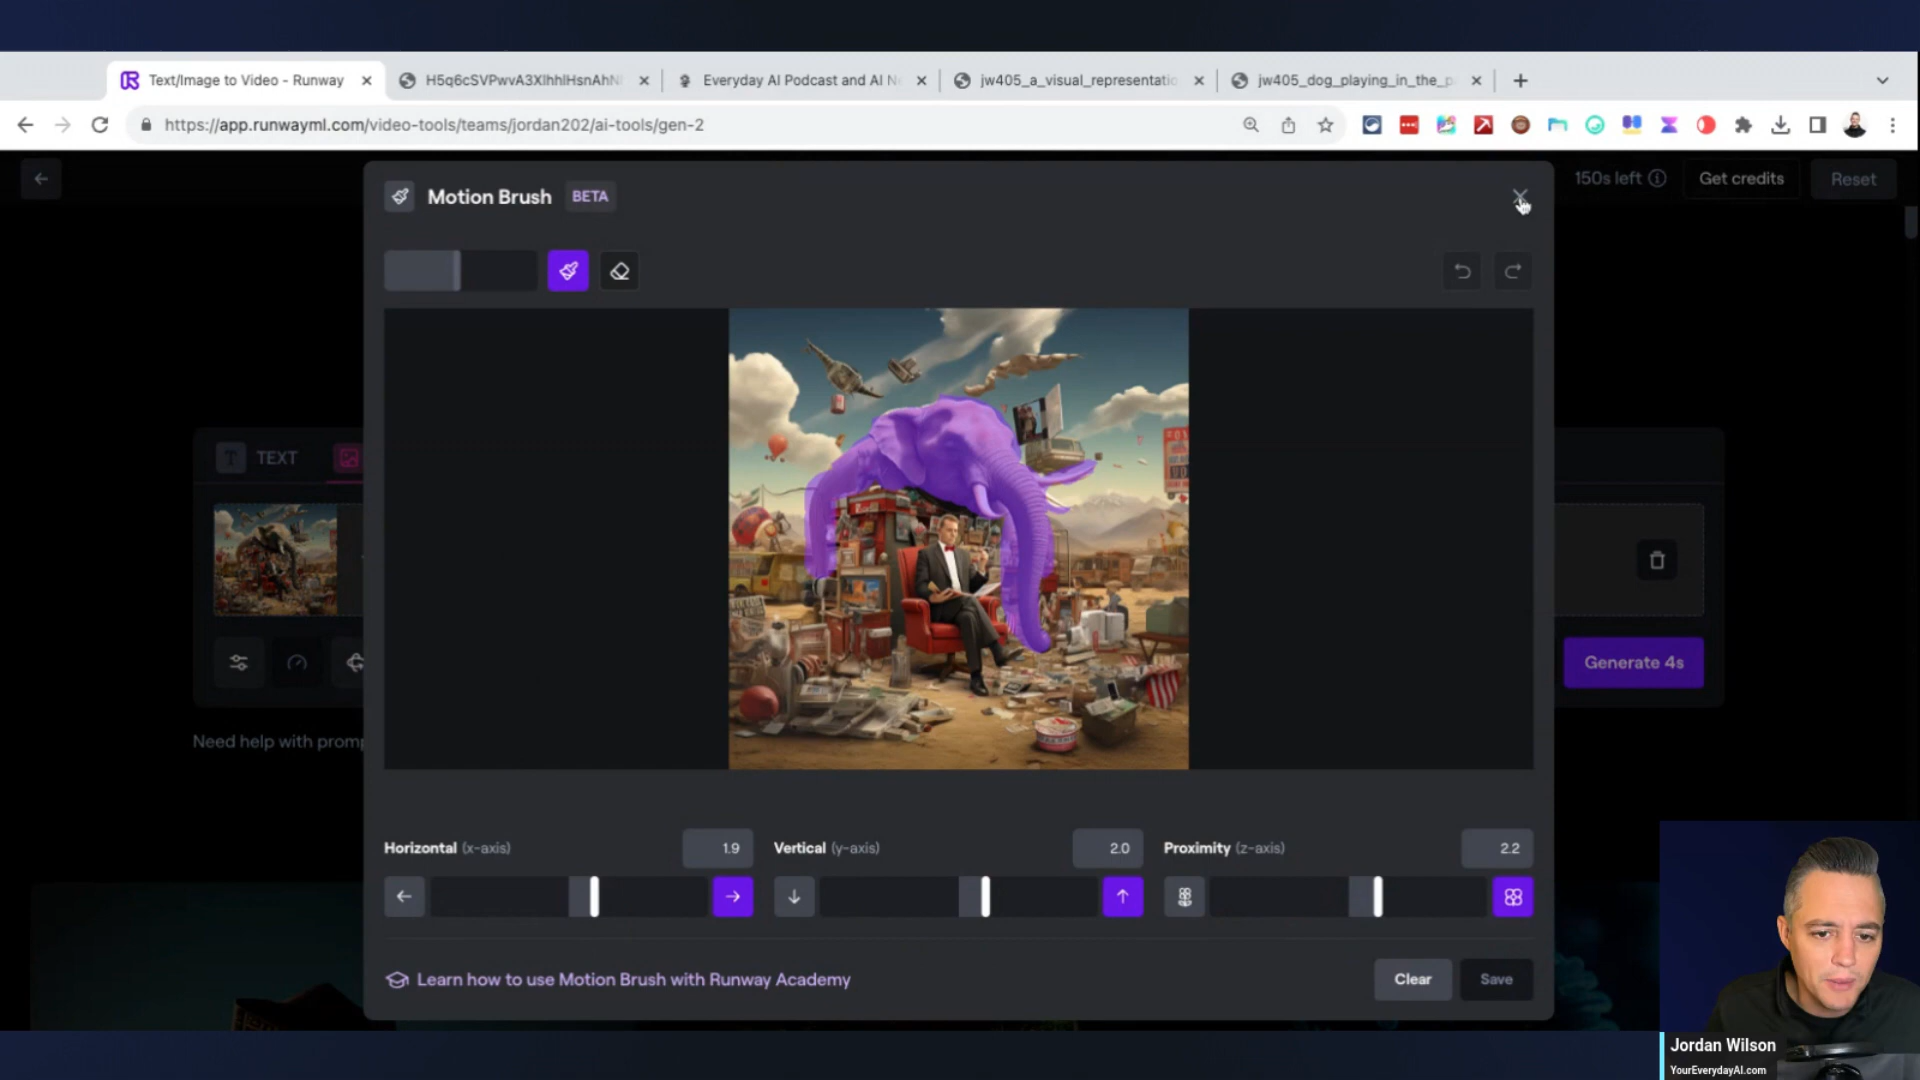 Text/Image to Video - Runway
H5q6cSVPwvA3XlhhlHsnAhN
Everyday AI Podcast and AI N
jw405_a_visual_representatio
jw405_dog_playing_in_the_p
https://app.runwayml.com/video-tools/teams/jordan202/ai-tools/gen-2
Motion Brush
BETA
150s left
Get credits
Reset
T
TEXT
Generate 4s
Need help with promp
Horizontal (x-axis)
1.9
Vertical (y-axis)
2.0
Proximity (z-axis)
2.2
Learn how to use Motion Brush with Runway Academy
Clear
Save
Jordan Wilson
YourEverydayAI.com